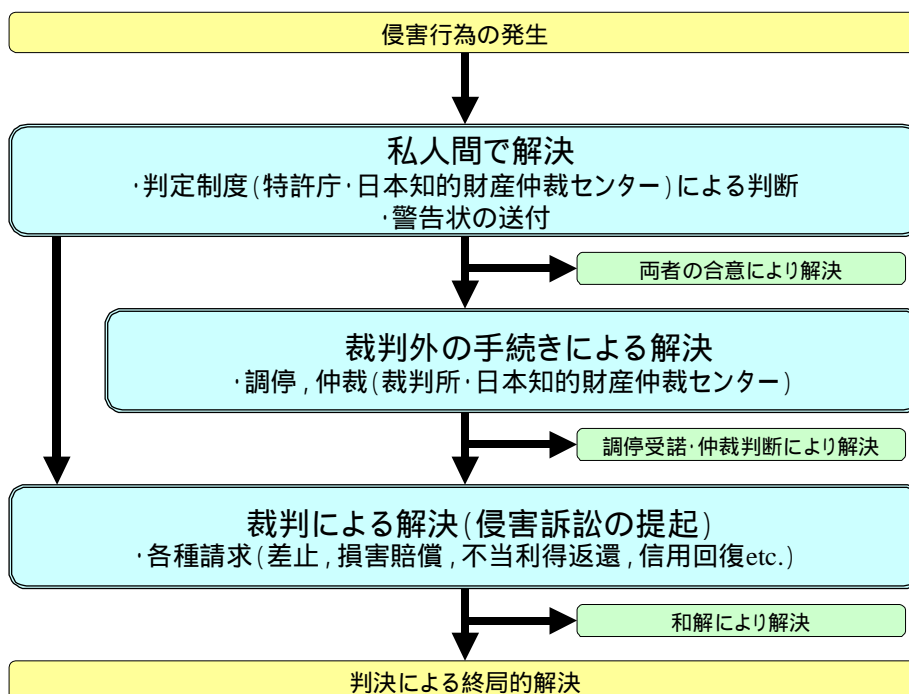 侵害行為の発生
私人間で解決
･判定制度(特許庁･日本知的財産仲裁センター)による判断
･警告状の送付
両者の合意により解決
裁判外の手続きによる解決
･調停,仲裁(裁判所･日本知的財産仲裁センター)
調停受諾･仲裁判断により解決
裁判による解決(侵害訴訟の提起)
･各種請求(差止,損害賠償,不当利得返還,信用回復etc.)
和解により解決
判決による終局的解決